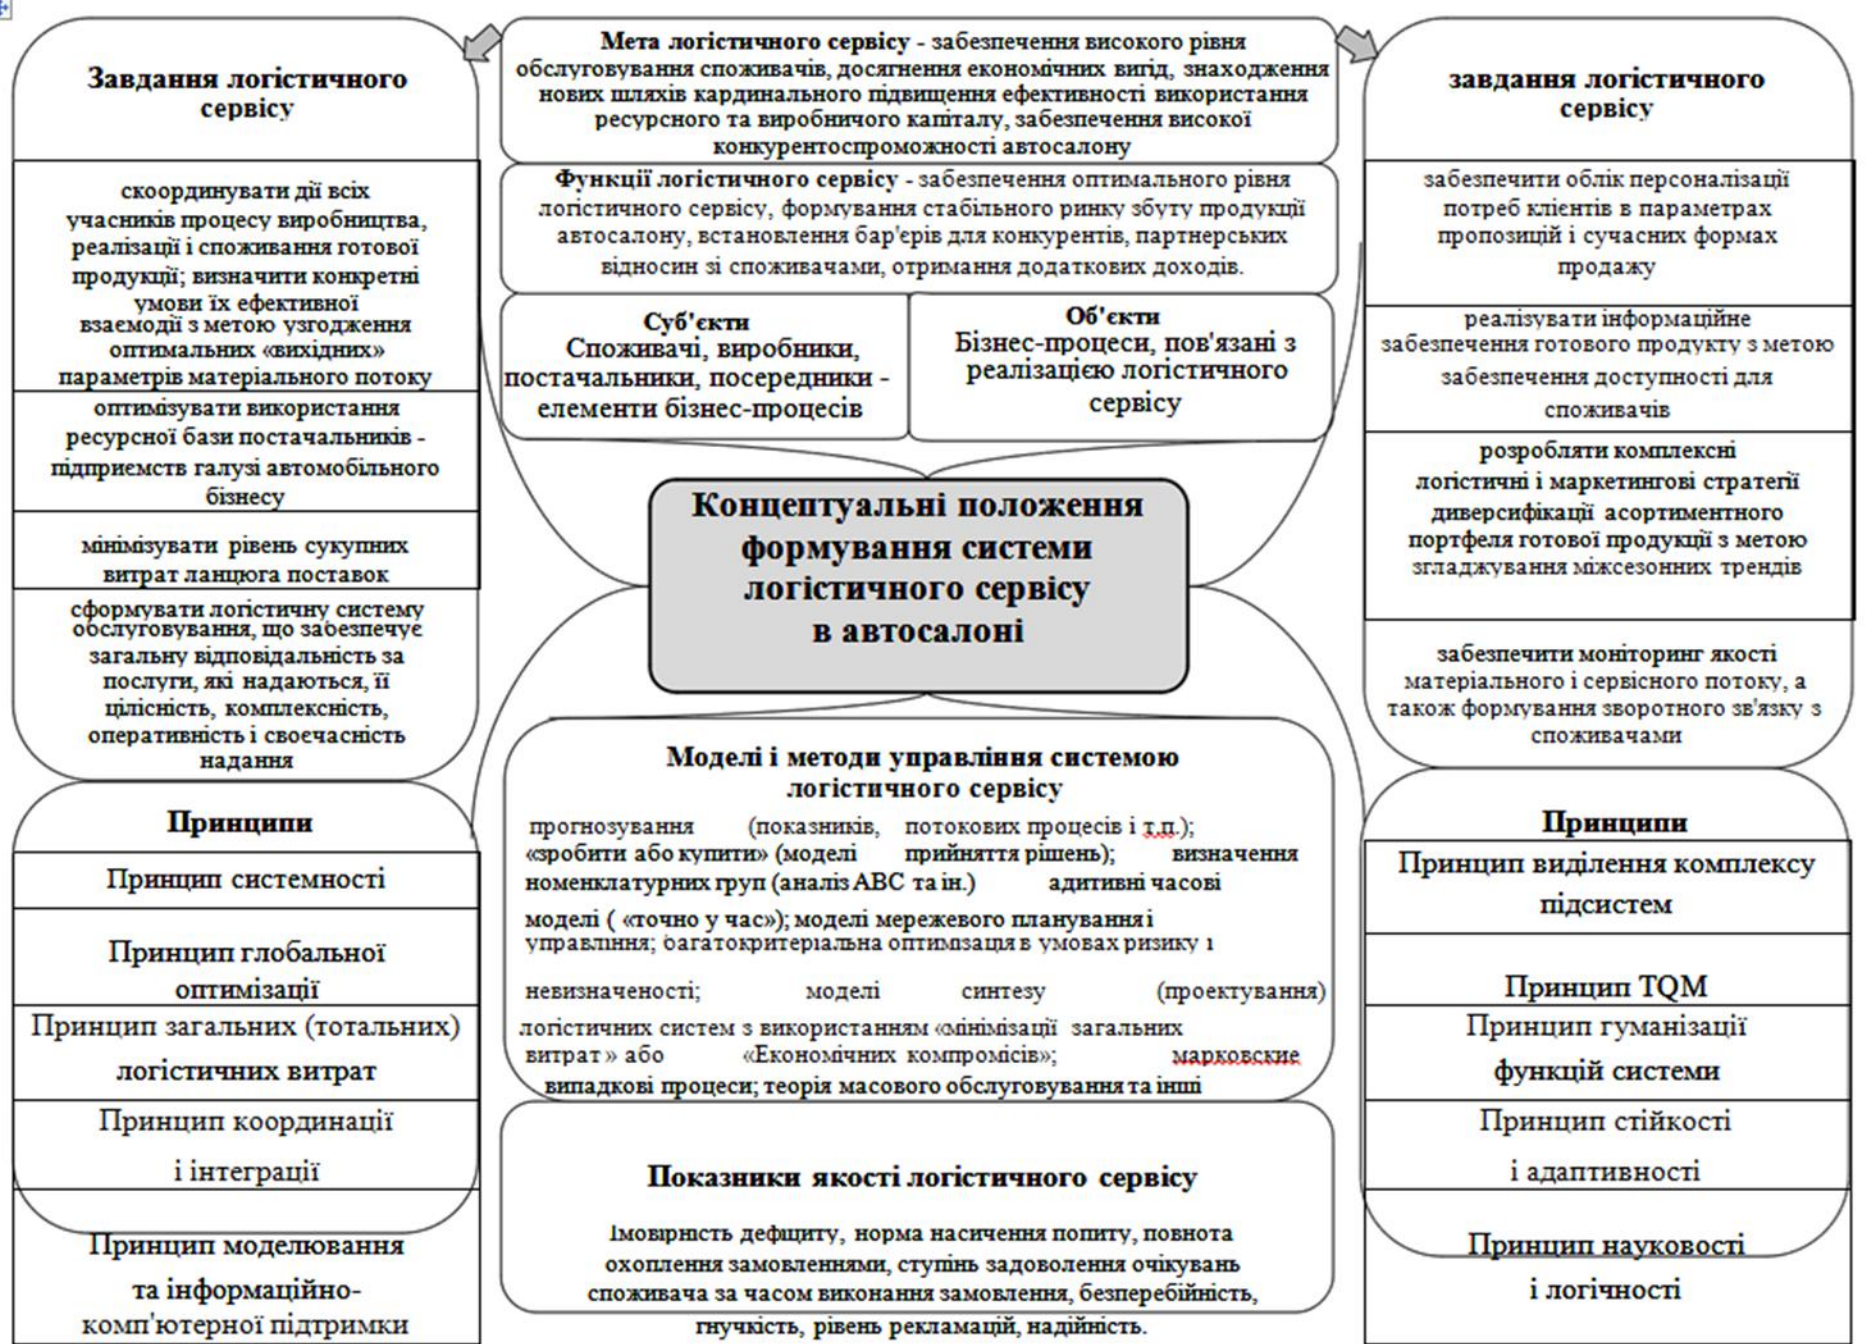 Завдання логістичного
сервісу
скоординувати дії всіх
учасників процесу виробництва,
реалізації і споживання готової
продукції; визначити конкретні
умови їх ефективної
взаємодії з метою узгодження
оптимальних «вихідних»
параметрів матеріального потоку
оптимізувати використання
ресурсної бази постачальників -
підприємств галузі автомобільного
бізнесу
мінімізувати рівень сукупних
витрат ланцюга поставок
сформувати логістичну систему
обслуговування, що забезпечує
загальну відповідальність за
послуги, які надаються, її
цілісність, комплексність,
оперативність і своєчасність
надання
Принципи
Принцип системності
Принцип глобальної
оптимізації
Принцип загальних (тотальних)
логістичних витрат
Принцип координації
і інтеграції
Принцип моделювання
та інформаційно-
комп'ютерної підтримки
Мета логістичного сервісу - забезпечення високого рівня
обслуговування споживачів, досягнення економічних вигід, знаходження
нових шляхів кардинального підвищення ефективності використання
ресурсного та виробничого капіталу, забезпечення високої
конкурентоспроможності автосалону
Функції логістичного сервісу - забезпечення оптимального рівня
логістичного сервісу, формування стабільного ринку збуту продукції
автосалону, встановлення бар'єрів для конкурентів, партнерських
відносин зі споживачами, отримання додаткових доходів.
Суб'єкти
Споживачі, виробники,
постачальники, посередники -
елементи бізнес-процесів
Об'єкти
Бізнес-процеси, пов'язані з
реалізацією логістичного
сервісу
Концептуальні положення
формування системи
логістичного сервісу
в автосалоні
Моделі і методи управління системою
логістичного сервісу
прогнозування (показників, потокових процесів і т.п.);
«зробити або купити» (моделі прийняття рішень); визначення
номенклатурних груп (аналіз АВС та ін.) адитивні часові
моделі ( «точно у час»); моделі мережевого планування і
управління; багатокритеріальна оптимізація в умовах ризику і
невизначеності; моделі синтезу (проектування)
логістичних систем з використанням «мінімізації загальних
витрат» або «Економічних компромісів»; марковские
випадкові процеси; теорія масового обслуговування та інші
Показники якості логістичного сервісу
Імовірність дефіциту, норма насичення попиту, повнота
охоплення замовленнями, ступінь задоволення очікувань
споживача за часом виконання замовлення, безперебійність,
гнучкість, рівень рекламацій, надійність.
завдання логістичного
сервісу
забезпечити облік персоналізації
потреб клієнтів в параметрах
пропозицій і сучасних формах
продажу
реалізувати інформаційне
забезпечення готового продукту з метою
забезпечення доступності для
споживачів
розробляти комплексні
логістичні і маркетингові стратегії
диверсифікації асортиментного
портфеля готової продукції з метою
згладжування міжсезонних трендів
забезпечити моніторинг якості
матеріального і сервісного потоку, а
також формування зворотного зв'язку з
споживачами
Принципи
Принцип виділення комплексу
підсистем
Принцип TQM
Принцип гуманізації
функцій системи
Принцип стійкості
і адаптивності
Принцип науковості
і логічності